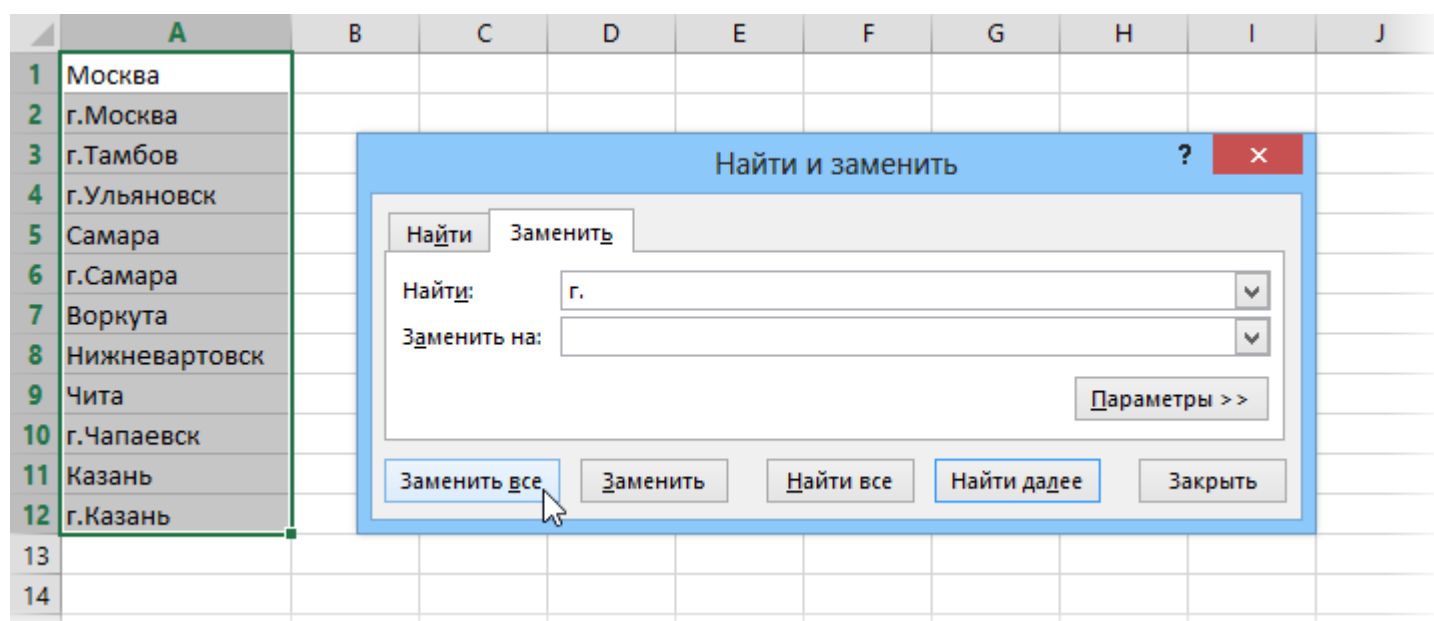 A B C D E F G H I J
1 Москва
2 г.Москва
3 г.Тамбов
4 г.Ульяновск
5 Самара
6 г.Самара
7 Воркута
8 Нижневартовск
9 Чита
10 г.Чапаевск
11 Казань
12 г.Казань
13
14
Найти и заменить ? ×
Найти Заменить
Найти: г.
Заменить на:
Параметры >>
Заменить все Заменить Найти все Найти далее Закрыть